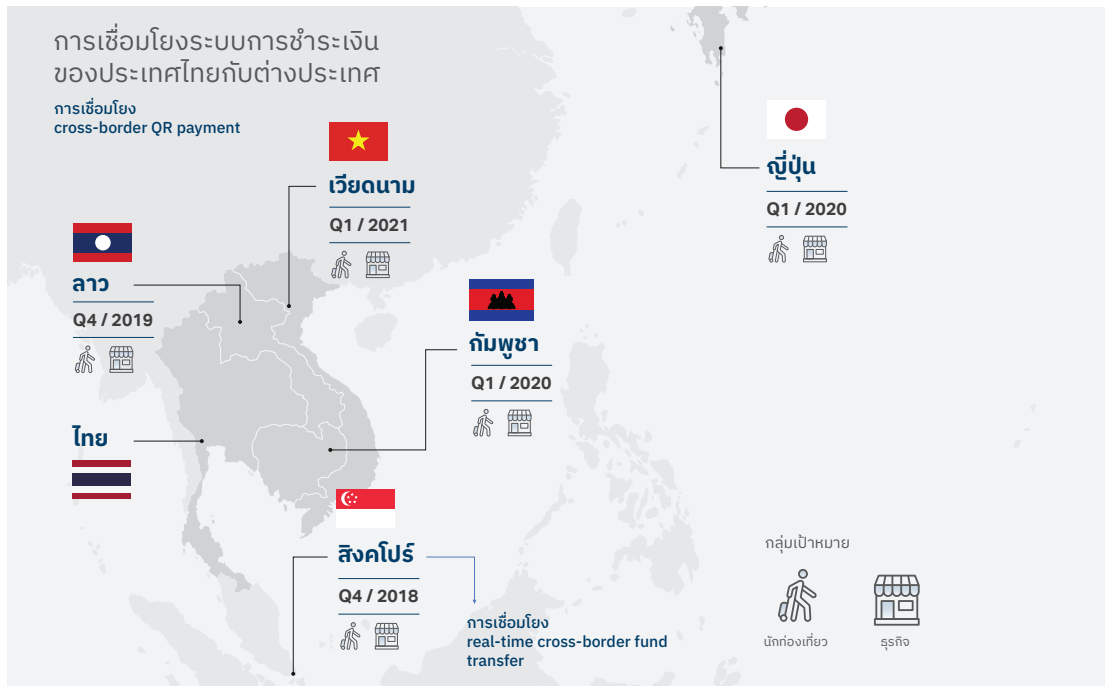 การเชื่อมโยงระบบการชำระเงิน
ของประเทศไทยกับต่างประเทศ
การเชื่อมโยง
cross-border QR payment
เวียดนาม
Q1 / 2021
ญี่ปุ่น
Q1 / 2020
ลาว
Q4 / 2019
กัมพูชา
Q1 / 2020
ไทย
สิงคโปร์
Q4 / 2018
การเชื่อมโยง
real-time cross-border fund
transfer
กลุ่มเป้าหมาย
นักท่องเที่ยว
ธุรกิจ